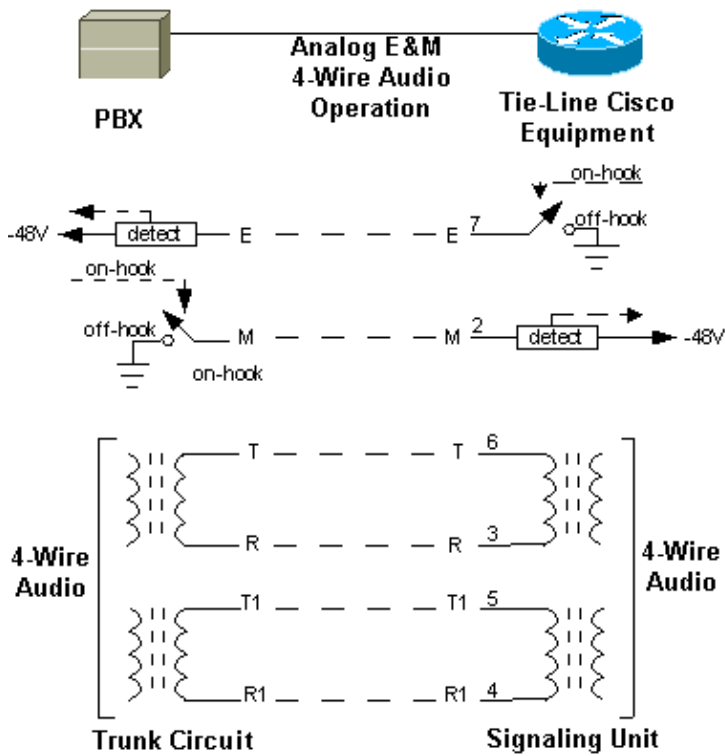 Analog E&M
4-Wire Audio
Operation
PBX
Tie-Line Cisco
Equipment
on-hook
off-hook
-48V
detect
E
E
7
on-hook
off-hook
M
on-hook
M
2
detect
-48V
T
T
6
R
R
3
4-Wire
Audio
4-Wire
Audio
T1
T1
5
R1
R1
4
Trunk Circuit
Signaling Unit